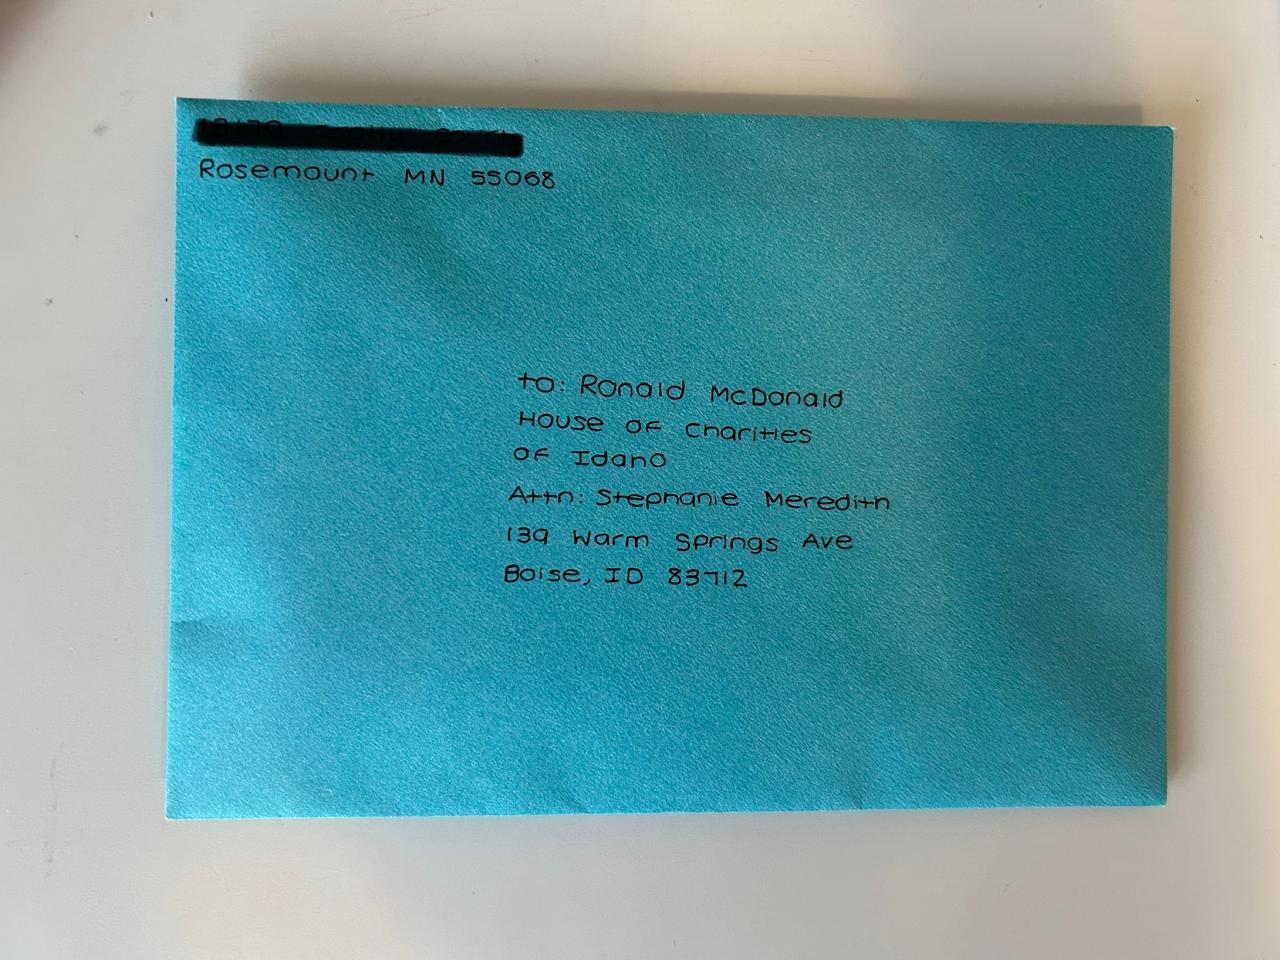 Rosemount MN 55068
to: Ronald McDonald
House of Charities
of Idaho
Attn: Stephanie Meredith
139 Warm Springs Ave
Boise, ID 83712